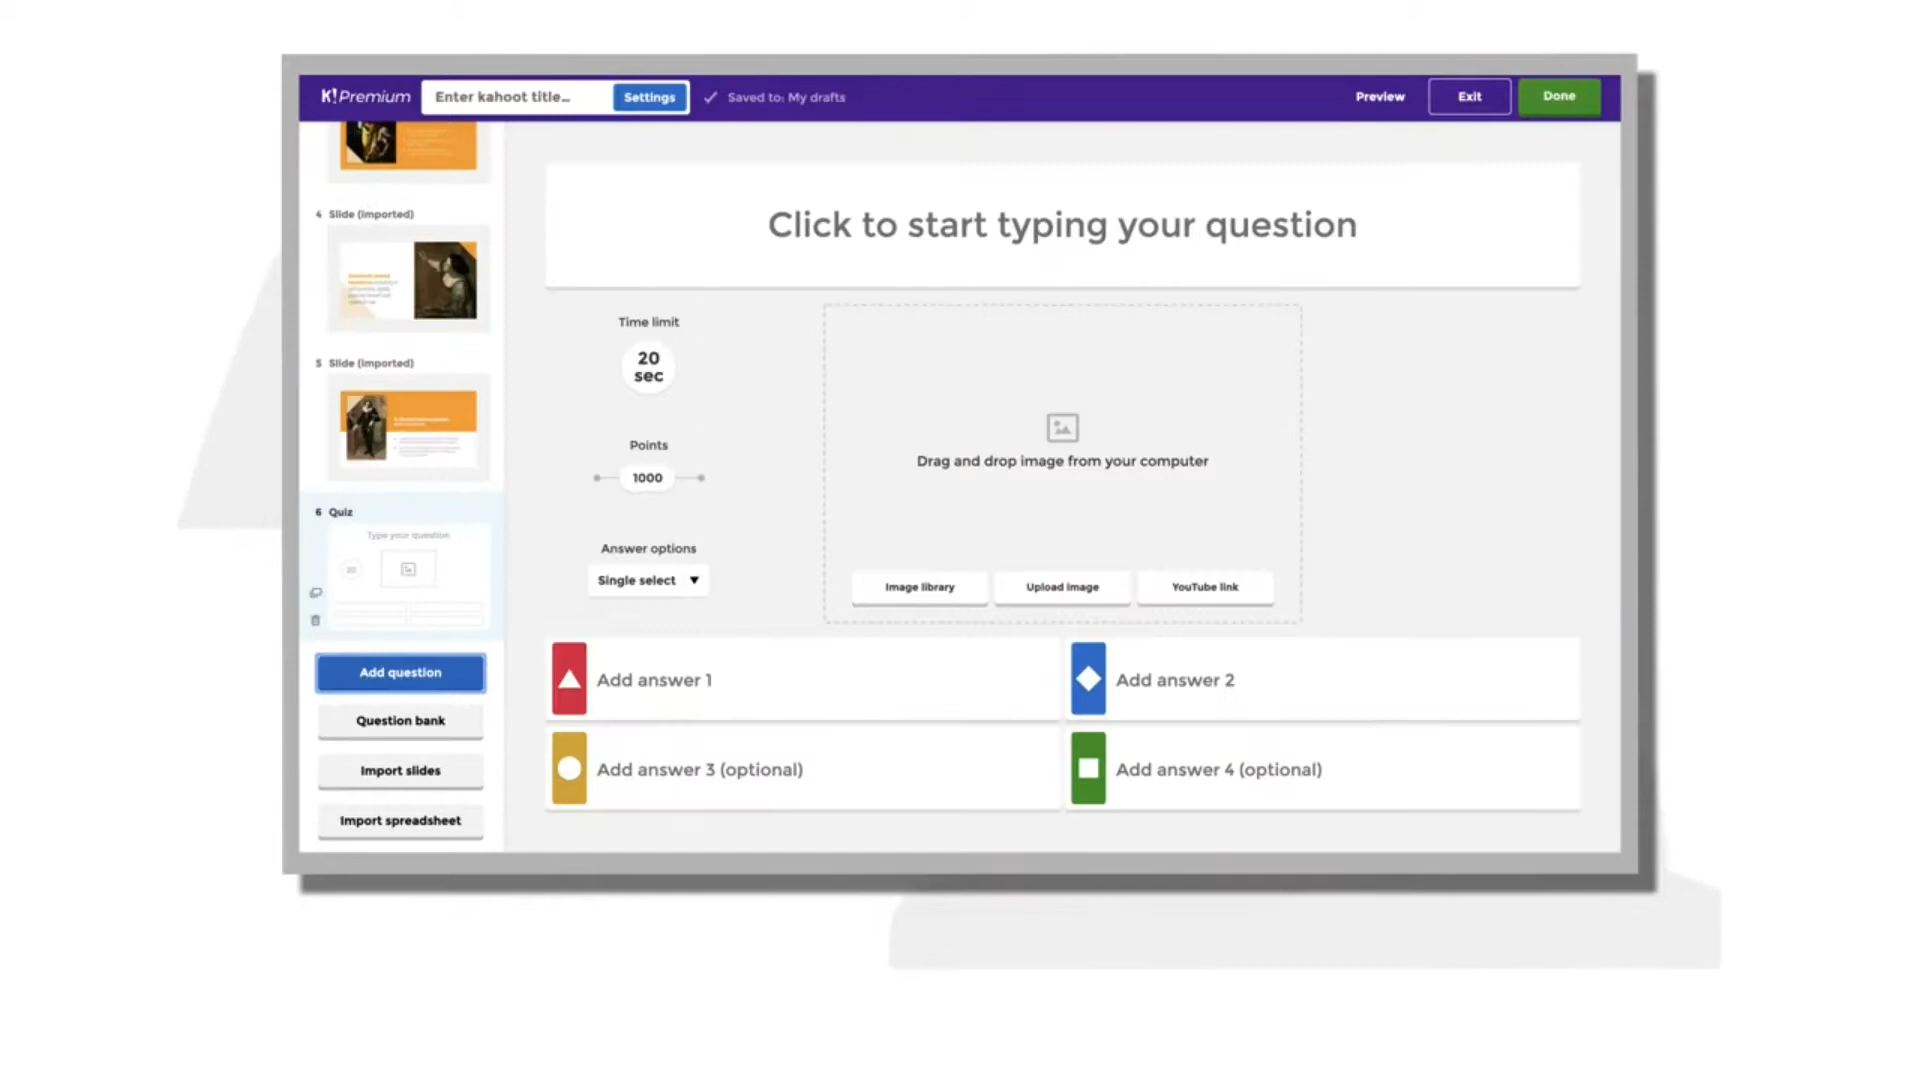 K! Premium
Enter kahoot title...
Settings
Saved to: My drafts
Preview
Exit
Done
4 Slide (imported)
5 Slide (imported)
6 Quiz
Type your question
20
Add question
Question bank
Import slides
Import spreadsheet
Click to start typing your question
Time limit
20
sec
Points
1000
Answer options
Single select
Drag and drop image from your computer
Image library
Upload image
YouTube link
Add answer 1
Add answer 2
Add answer 3 (optional)
Add answer 4 (optional)